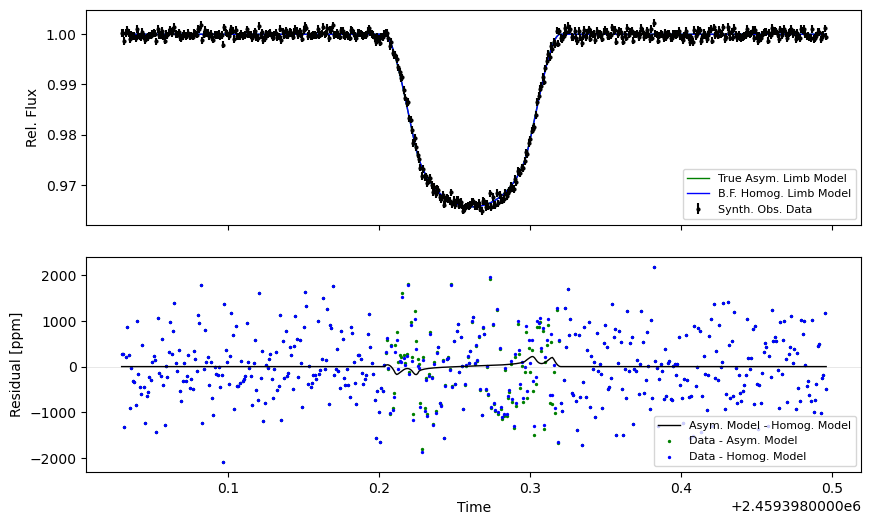 1.00
0.99
0.98
0.97
Rel. Flux
True Asym. Limb Model
B.F. Homog. Limb Model
Synth. Obs. Data
2000
1000
0
−1000
−2000
Residual [ppm]
Asym. Model - Homog. Model
Data - Asym. Model
Data - Homog. Model
0.1 0.2 0.3 0.4 0.5
Time
+2.4593980000e6